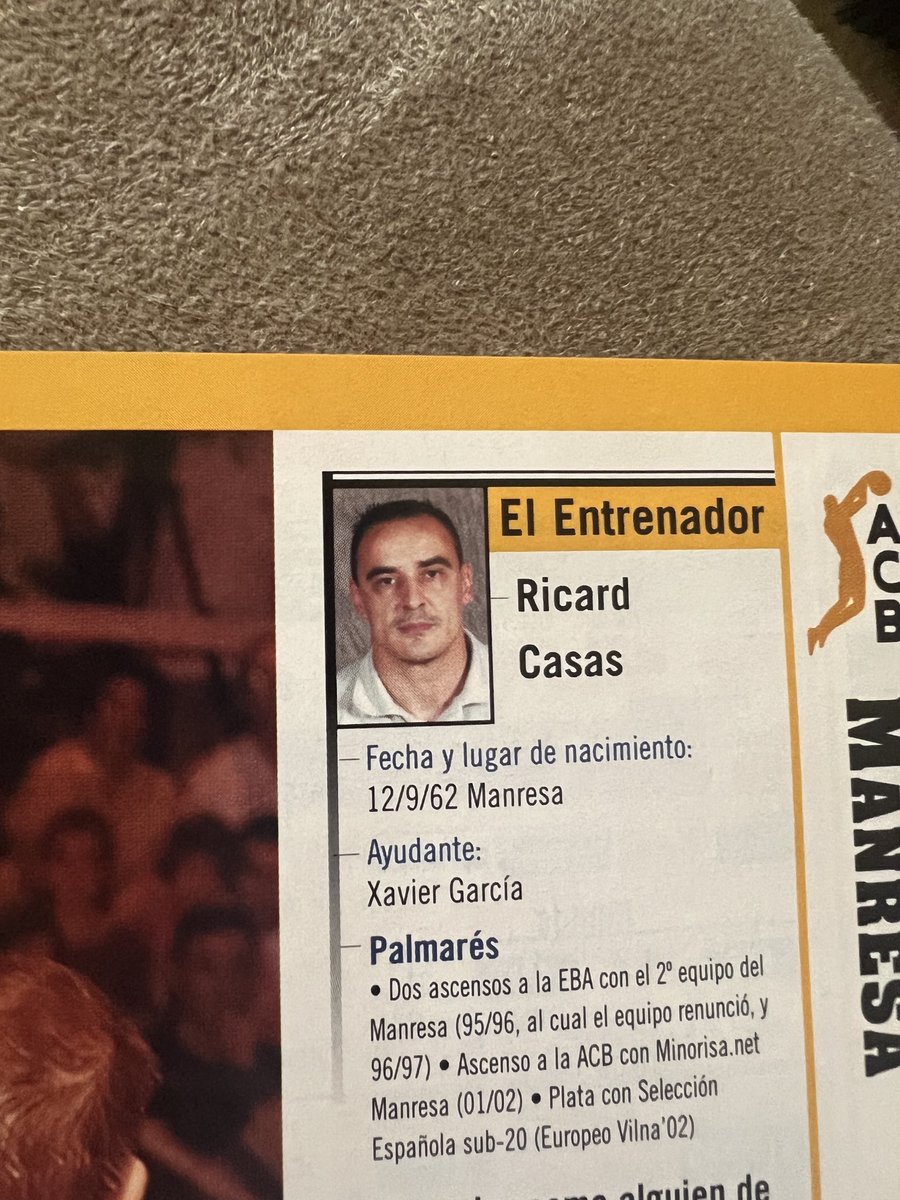 El Entrenador
Ricard
Casas
Fecha y lugar de nacimiento:
12/9/62 Manresa
Ayudante:
Xavier García
Palmarés
• Dos ascensos a la EBA con el 2º equipo del
Manresa (95/96, al cual el equipo renunció, y
96/97) • Ascenso a la ACB con Minorisa.net
Manresa (01/02) • Plata con Selección
Española sub-20 (Europeo Vilna'02)
alguien de
ACB
MANRESA